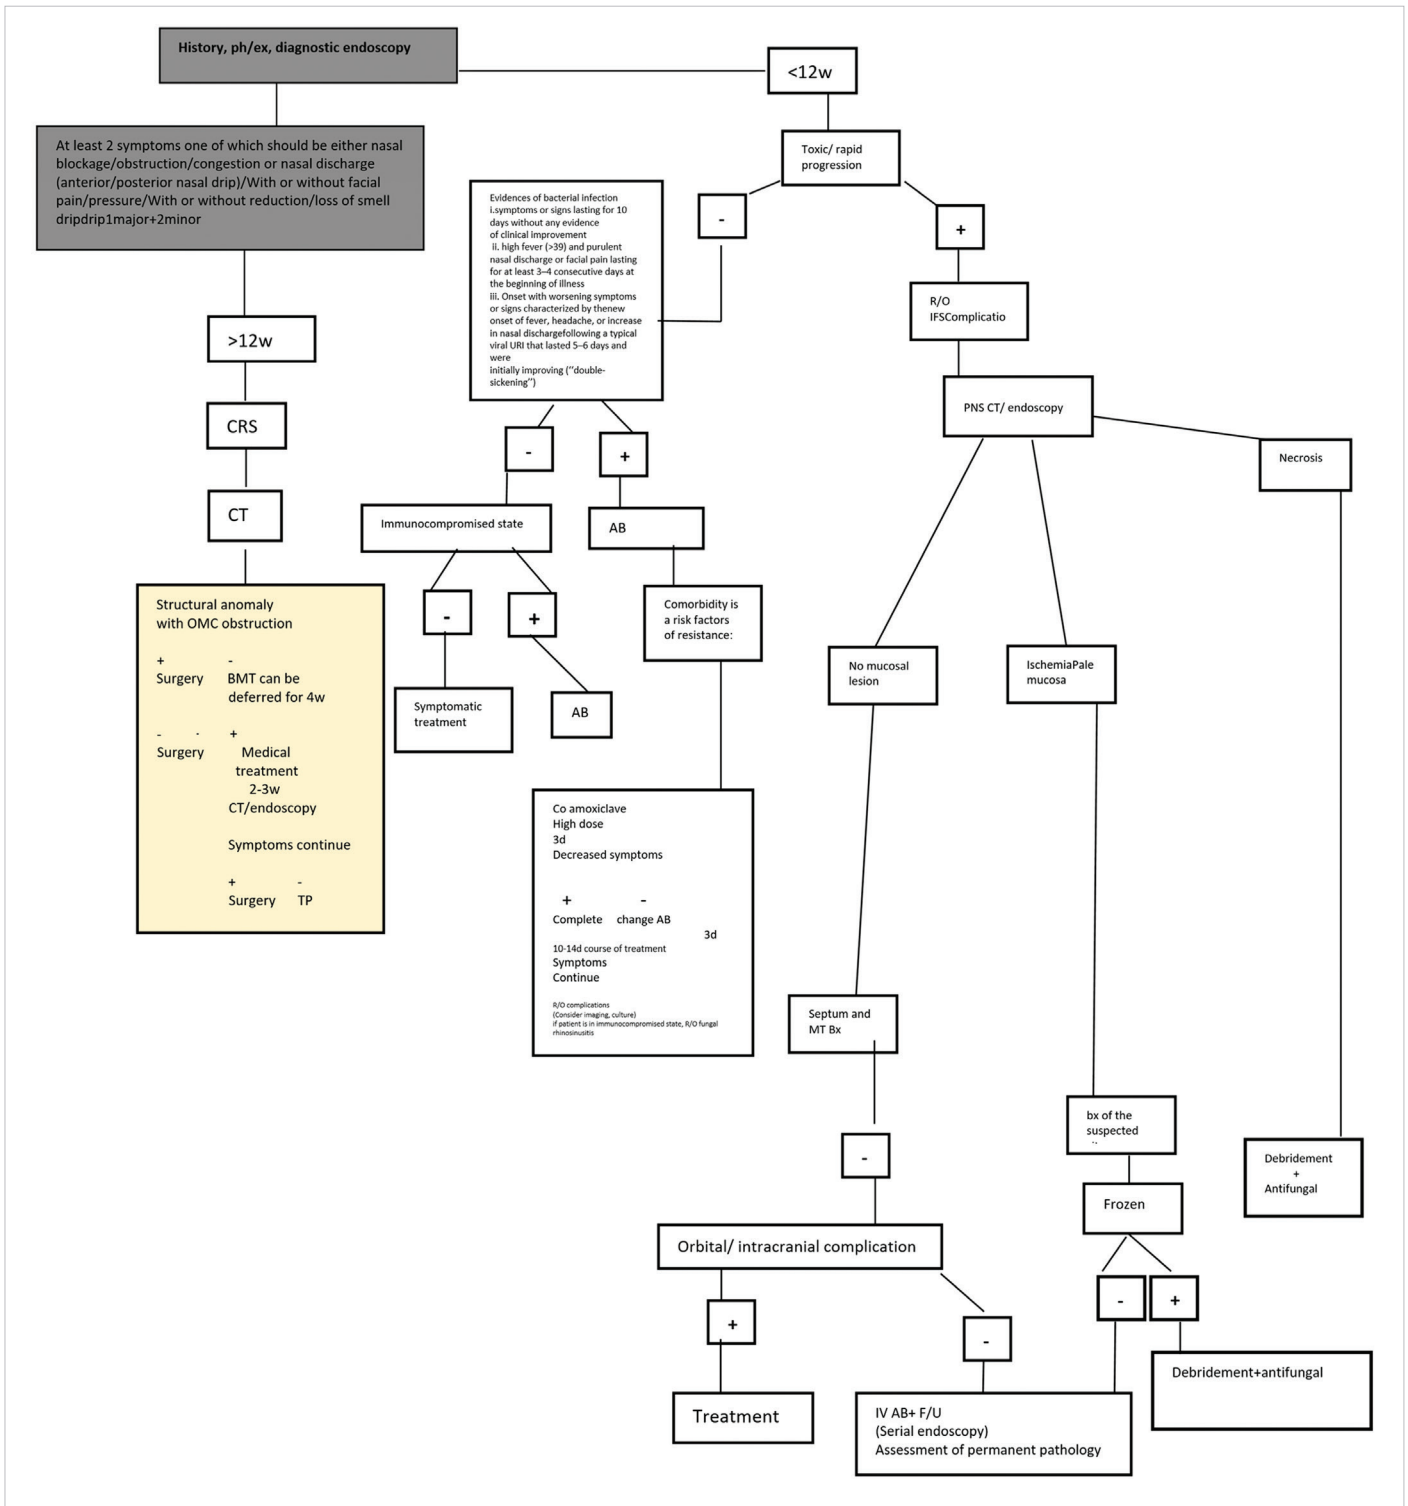 History, ph/ex, diagnostic endoscopy
<12w
At least 2 symptoms one of which should be either nasal
blockage/obstruction/congestion or nasal discharge
(anterior/posterior nasal drip)/With or without facial
pain/pressure/With or without reduction/loss of smell
dripdrip1major+2minor
Toxic/ rapid
progression
-
+
Evidences of bacterial infection
i.symptoms or signs lasting for 10
days without any evidence
of clinical improvement
ii. high fever (>39) and purulent
nasal discharge or facial pain lasting
for at least 3–4 consecutive days at
the beginning of illness
iii. Onset with worsening symptoms
or signs characterized by thenew
onset of fever, headache, or increase
in nasal dischargefollowing a typical
viral URI that lasted 5–6 days and
were
initially improving (''double-
sickening'')
R/O
IFSComplicatio
>12w
PNS CT/ endoscopy
CRS
-
+
Necrosis
CT
Immunocompromised state
AB
-
+
Comorbidity is
a risk factors
of resistance:
Structural anomaly
with OMC obstruction
+ -
Surgery BMT can be
deferred for 4w
- - +
Surgery Medical
treatment
2-3w
CT/endoscopy
Symptoms continue
+ -
Surgery TP
Symptomatic
treatment
AB
No mucosal
lesion
IschemiaPale
mucosa
Co amoxiclave
High dose
3d
Decreased symptoms
+ -
Complete change AB
3d
10-14d course of treatment
Symptoms
Continue
R/O complications
(Consider imaging, culture)
if patient is in immunocompromised state, R/O fungal
rhinosinusitis
Septum and
MT Bx
-
bx of the
suspected
Debridement
+
Antifungal
Frozen
Orbital/ intracranial complication
- +
+
-
Debridement+antifungal
Treatment
IV AB+ F/U
(Serial endoscopy)
Assessment of permanent pathology